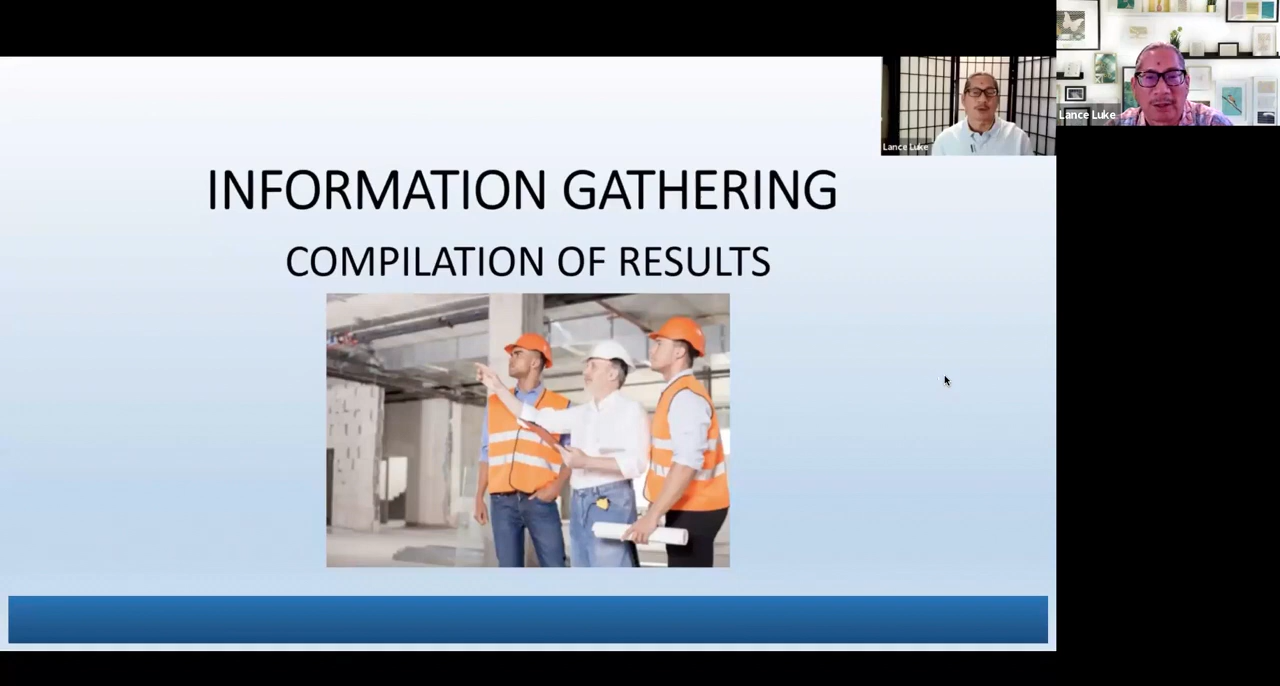 INFORMATION GATHERING
COMPILATION OF RESULTS
Lance Luke
Lance Luke